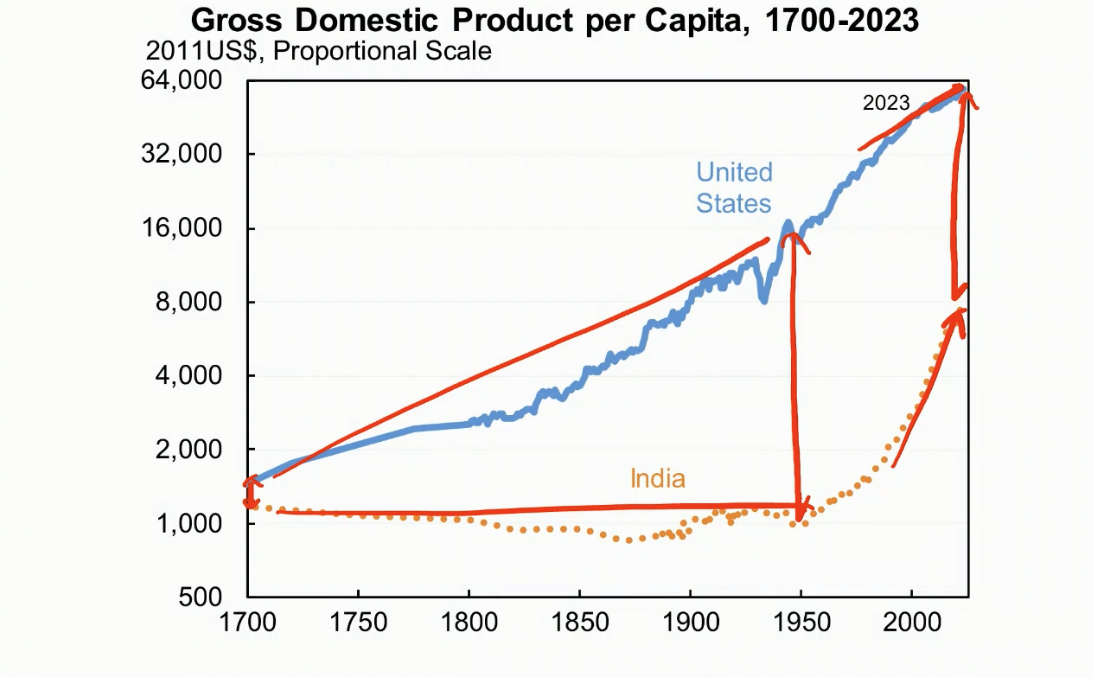 Gross Domestic Product per Capita, 1700-2023
2011US$, Proportional Scale
64,000
2023
32,000
United
States
16,000
8,000
4,000
2,000
India
1,000
500
1700 1750 1800 1850 1900 1950 2000